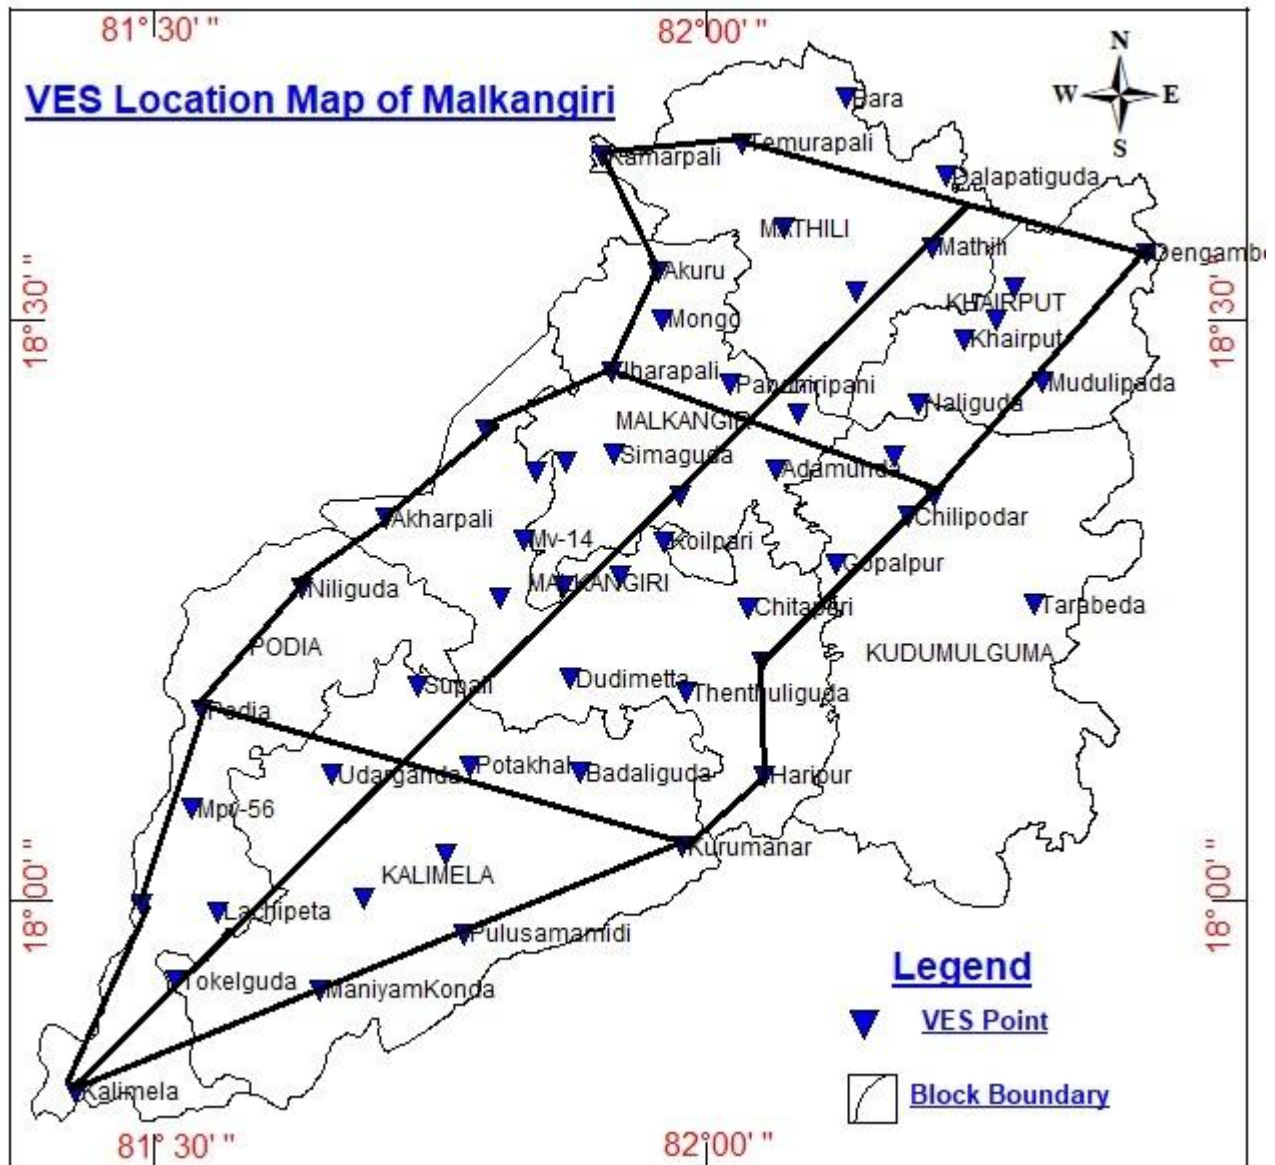 81°30' "
82°00' "
VES Location Map of Malkangiri
N
W
E
S
Bara
Temurapali
Kamarpali
Dalapatiguda
MATHILI
Mathili
Dengambe
Akuru
KHAIRPUT
18°30' "
18°30' "
Mongo
Khairput
Jharapali
Mudulipada
Naliguda
MALKANGIRI
Simaguda
Adamunda
Akharpali
Chilipodar
Mv-14
Koilpari
Gopalpur
MALKANGIRI
Niliguda
Tarabeda
PODIA
KUDUMULGUMA
Supali
Dudimetta
Thenthuliguda
Podia
Udarganda
Potakhal
Badaliguda
Haripur
Mpv-56
Kurumanar
KALIMELA
18°00' "
18°00' "
Lachipeta
Pulusamamidi
Tokelguda
ManiyamKonda
Legend
VES Point
Kalimela
Block Boundary
81°30' "
82°00' "